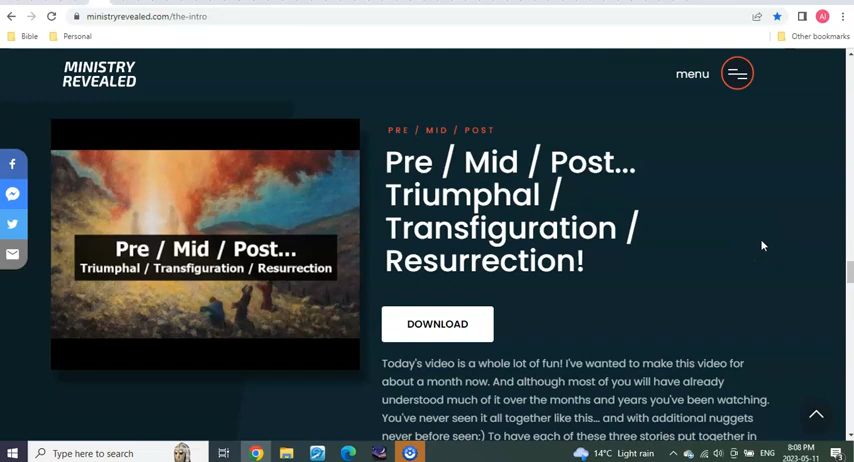 ministryrevealed.com/the-intro
Bible
Personal
Other bookmarks
MINISTRY
REVEALED
menu
PRE / MID / POST
Pre / Mid / Post...
Triumphal /
Transfiguration /
Resurrection!
Pre / Mid / Post...
Triumphal / Transfiguration / Resurrection
DOWNLOAD
Today's video is a whole lot of fun! I've wanted to make this video for
about a month now. And although most of you will have already
understood much of it over the months and years you've been watching.
You've never seen it all together like this... and with additional nuggets
never before seen:) To have each of these three stories put together in
Type here to search
14°C Light rain
ENG
8:08 PM
2023-05-11